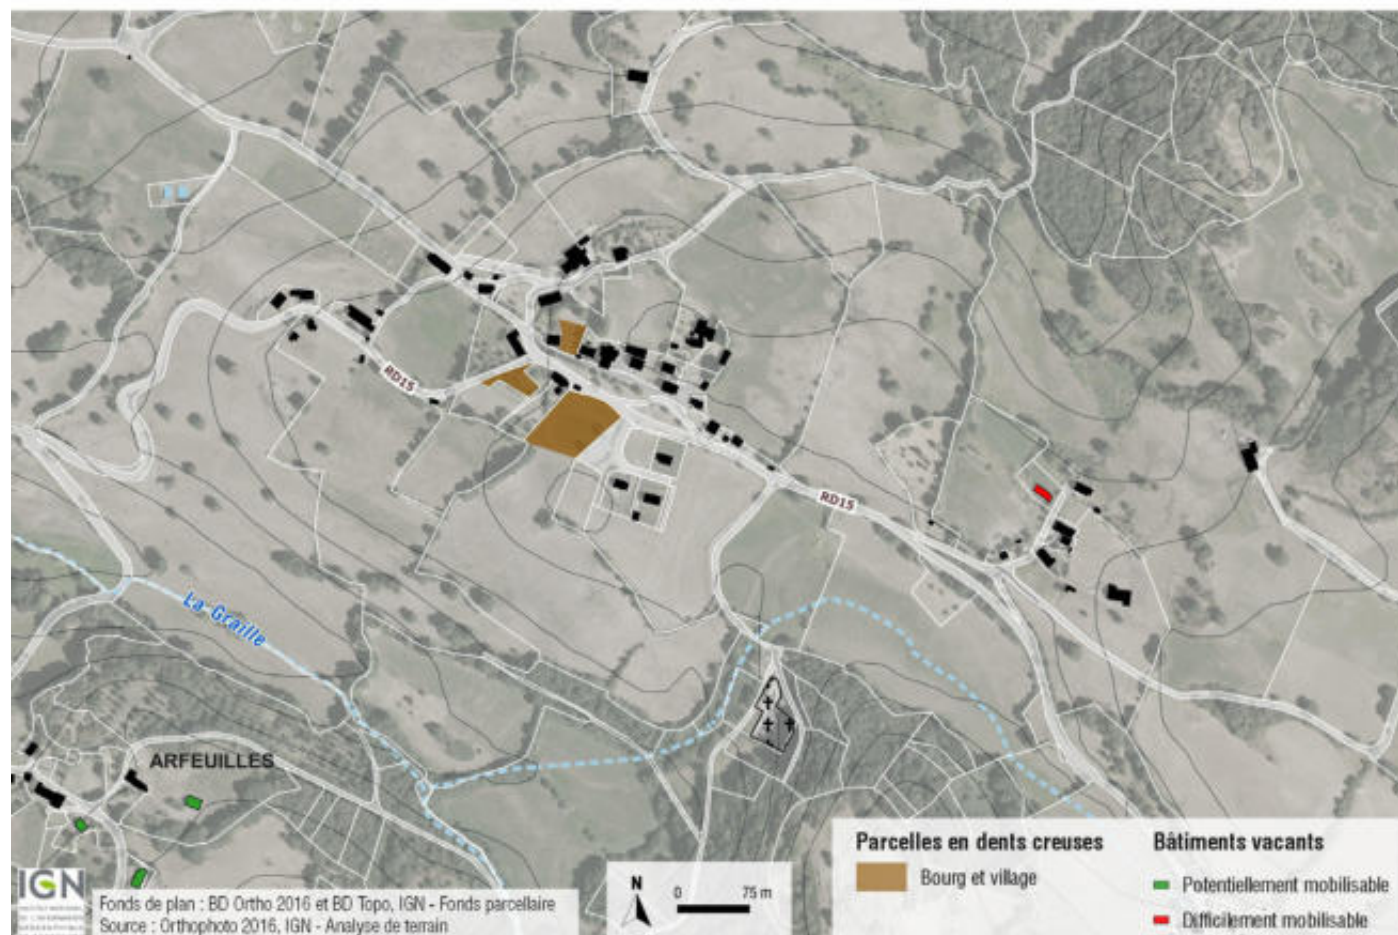 RD15
RD15
La Graille
ARFEUILLES
Parcelles en dents creuses
Bourg et village
Bâtiments vacants
Potentiellement mobilisable
Difficilement mobilisable
IGN
Fonds de plan : BD Ortho 2016 et BD Topo, IGN - Fonds parcellaire
Source : Orthophoto 2016, IGN - Analyse de terrain
N
0 75 m